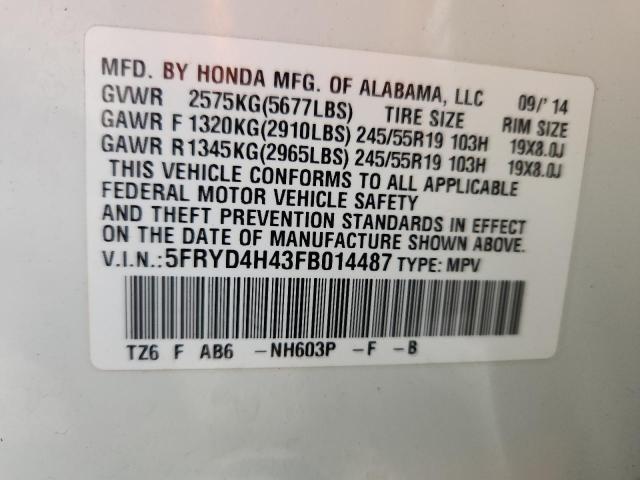 MFD. BY HONDA MFG. OF ALABAMA, LLC 09/'14
GVWR 2575KG(5677LBS) TIRE SIZE RIM SIZE
GAWR F 1320KG(2910LBS) 245/55R19 103H 19X8.0J
GAWR R 1345KG(2965LBS) 245/55R19 103H 19X8.0J
THIS VEHICLE CONFORMS TO ALL APPLICABLE
FEDERAL MOTOR VEHICLE SAFETY
AND THEFT PREVENTION STANDARDS IN EFFECT
ON THE DATE OF MANUFACTURE SHOWN ABOVE.
V.I.N.:5FRYD4H43FB014487 TYPE: MPV
TZ6 F AB6 -NH603P -F -B